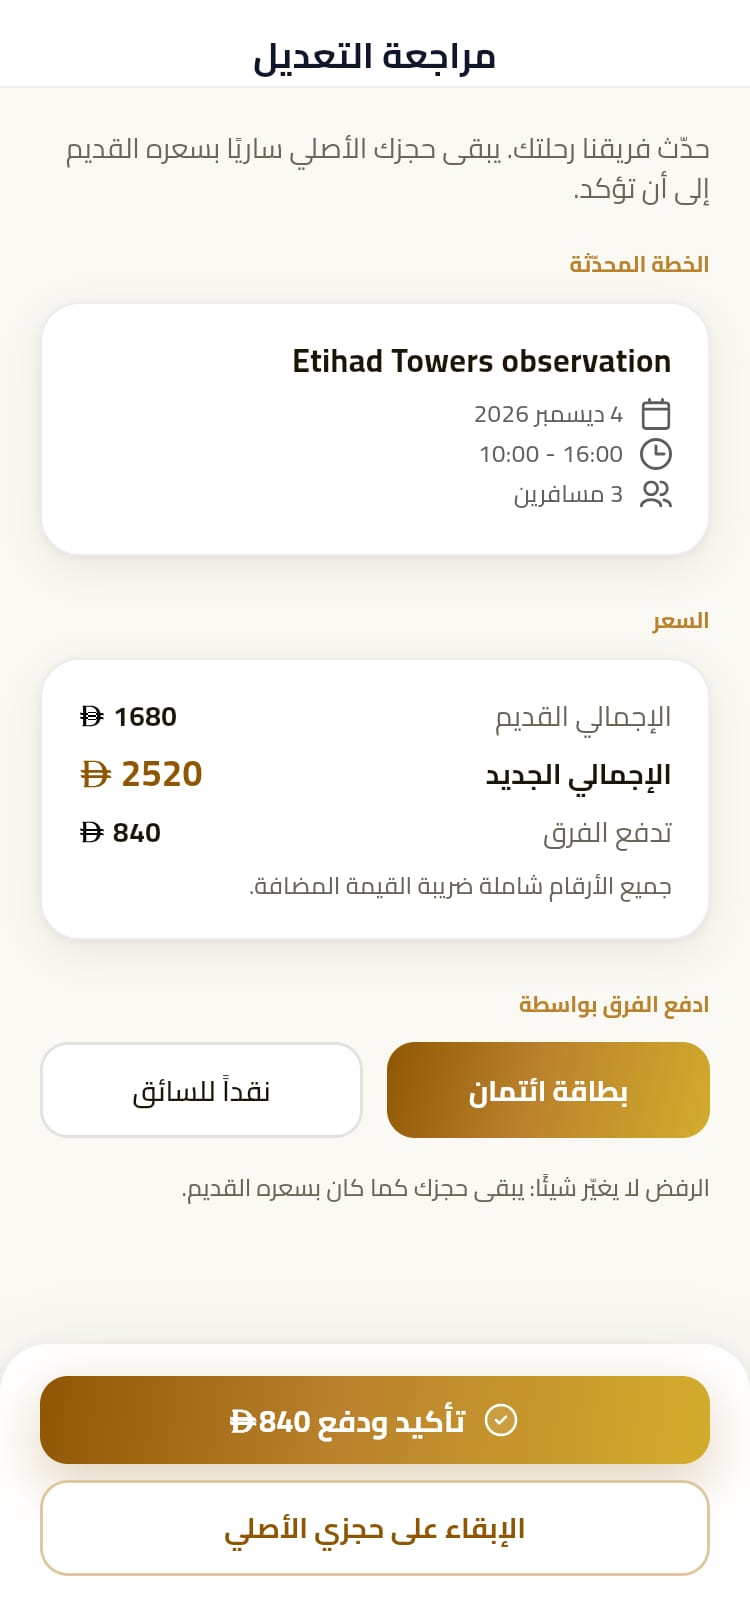 مراجعة التعديل
حدّث فريقنا رحلتك. يبقى حجزك الأصلي ساريًا بسعره القديم
إلى أن تؤكد.
الخطة المحدّثة
Etihad Towers observation
4 ديسمبر 2026
10:00 - 16:00
3 مسافرين
السعر
الإجمالي القديم 1680
الإجمالي الجديد 2520
تدفع الفرق 840
جميع الأرقام شاملة ضريبة القيمة المضافة.
ادفع الفرق بواسطة
بطاقة ائتمان
نقداً للسائق
الرفض لا يغيّر شيئًا: يبقى حجزك كما كان بسعره القديم.
تأكيد ودفع 840
الإبقاء على حجزي الأصلي